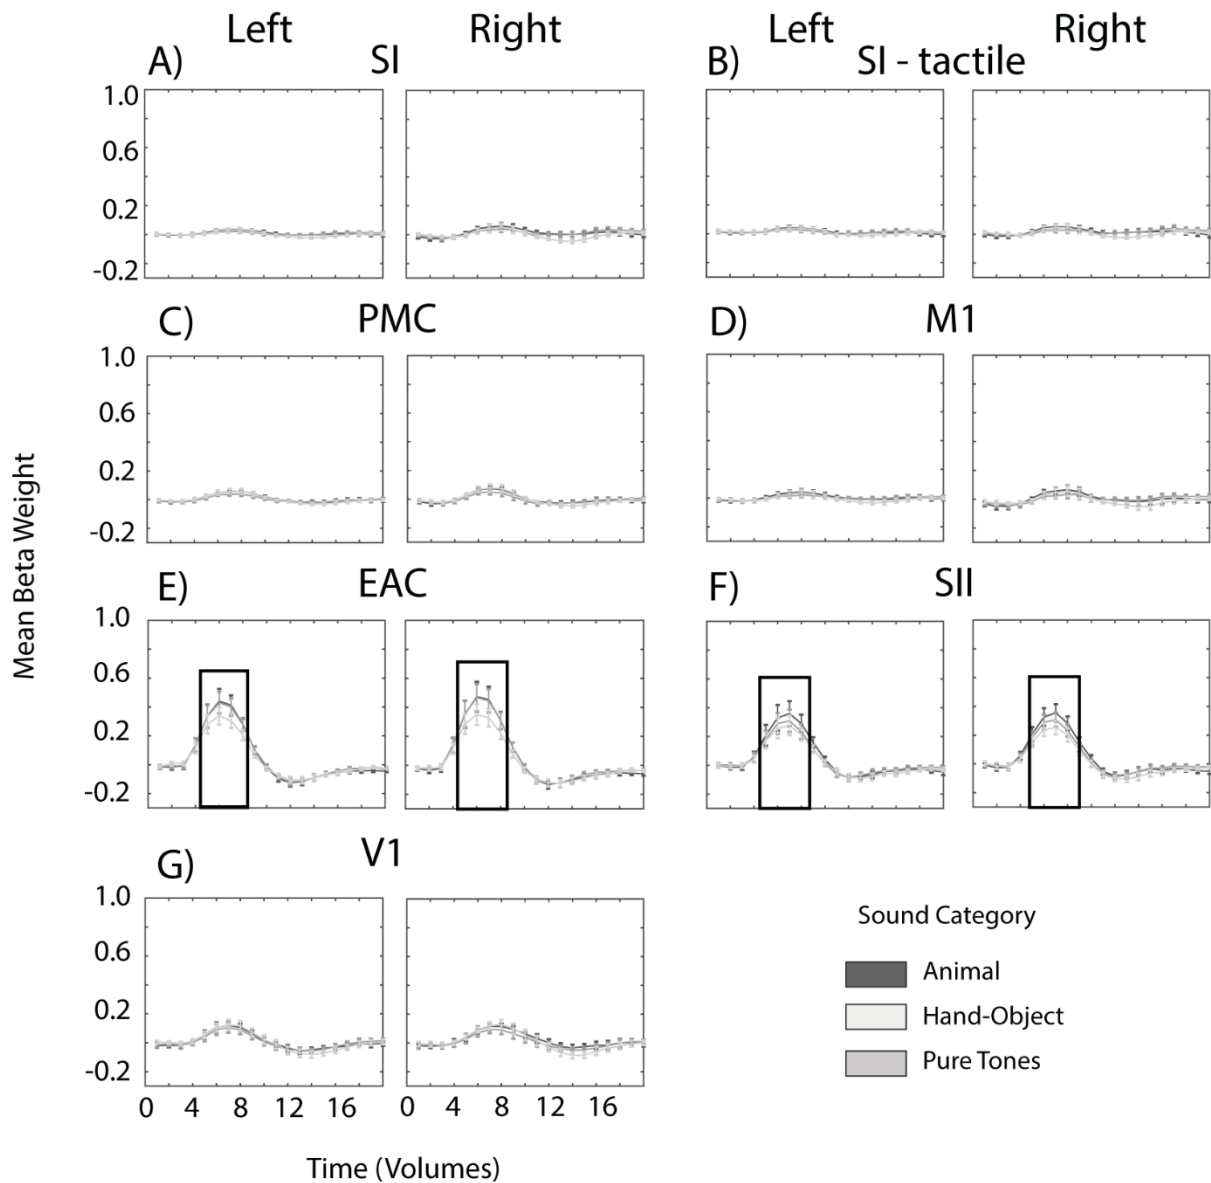 Left Right Left Right
A) SI B) SI - tactile
1.0
0.6
0.2
-0.2
C) PMC D) M1
1.0
0.6
0.2
-0.2
Mean Beta Weight
E) EAC F) SII
1.0
0.6
0.2
-0.2
G) V1
1.0
0.6
0.2
-0.2
0 4 8 12 16 0 4 8 12 16
Time (Volumes)
Sound Category
Animal
Hand-Object
Pure Tones